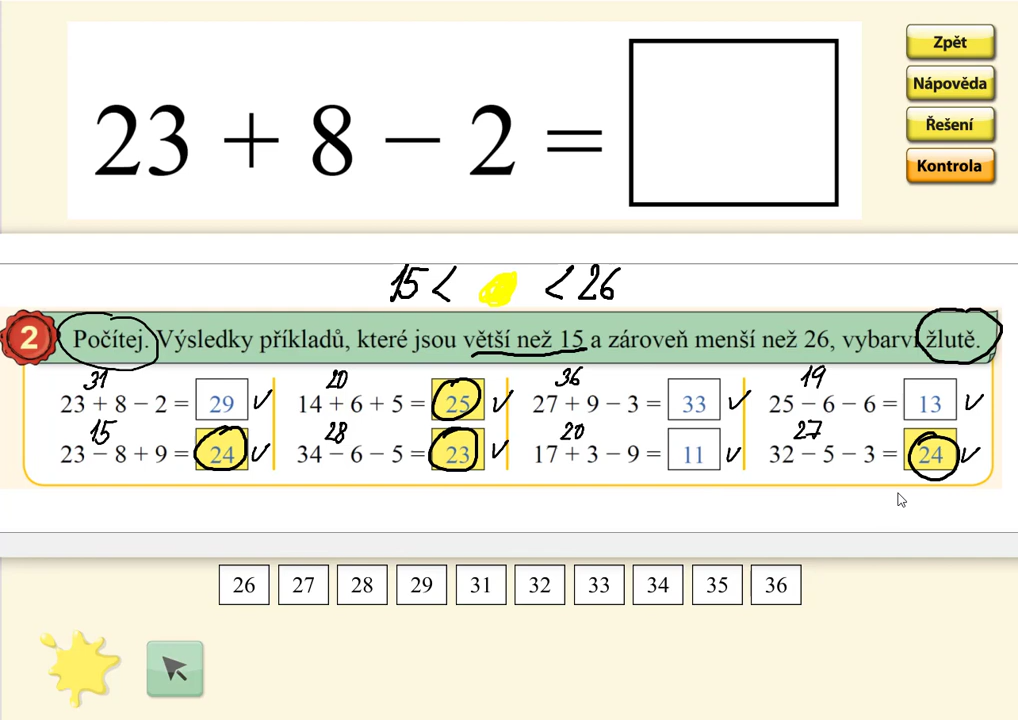 23 + 8 − 2 =
Zpět
Nápověda
Řešení
Kontrola
15 < < 26
2 Počítej. Výsledky příkladů, které jsou větší než 15 a zároveň menší než 26, vybarvi žlutě.
31 20 36 19
23 + 8 − 2 = 29 14 + 6 + 5 = 25 27 + 9 − 3 = 33 25 − 6 − 6 = 13
15 28 20 27
23 − 8 + 9 = 24 34 − 6 − 5 = 23 17 + 3 − 9 = 11 32 − 5 − 3 = 24
26 27 28 29 31 32 33 34 35 36